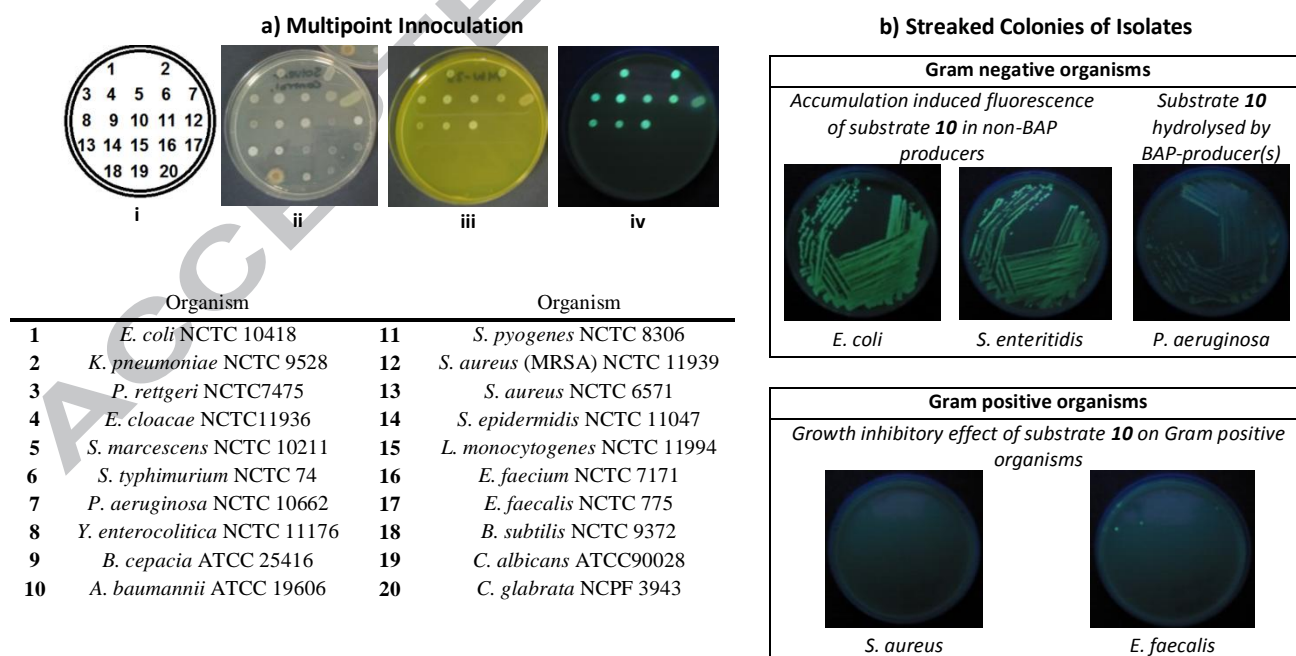 a) Multipoint Innoculation
1 2
3 4 5 6 7
8 9 10 11 12
13 14 15 16 17
18 19 20
i
ii
iii
iv
Organism Organism
1 E. coli NCTC 10418 11 S. pyogenes NCTC 8306
2 K. pneumoniae NCTC 9528 12 S. aureus (MRSA) NCTC 11939
3 P. rettgeri NCTC7475 13 S. aureus NCTC 6571
4 E. cloacae NCTC11936 14 S. epidermidis NCTC 11047
5 S. marcescens NCTC 10211 15 L. monocytogenes NCTC 11994
6 S. typhimurium NCTC 74 16 E. faecium NCTC 7171
7 P. aeruginosa NCTC 10662 17 E. faecalis NCTC 775
8 Y. enterocolitica NCTC 11176 18 B. subtilis NCTC 9372
9 B. cepacia ATCC 25416 19 C. albicans ATCC90028
10 A. baumannii ATCC 19606 20 C. glabrata NCPF 3943
b) Streaked Colonies of Isolates
Gram negative organisms
Accumulation induced fluorescence
of substrate 10 in non-BAP
producers
Substrate 10
hydrolysed by
BAP-producer(s)
E. coli
S. enteritidis
P. aeruginosa
Gram positive organisms
Growth inhibitory effect of substrate 10 on Gram positive
organisms
S. aureus
E. faecalis
ACCEPTE